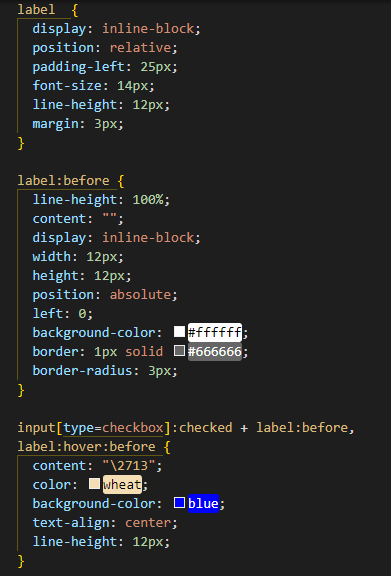 label  {
  display: inline-block;
  position: relative;
  padding-left: 25px;
  font-size: 14px;
  line-height: 12px;
  margin: 3px;
}
label:before {
  line-height: 100%;
  content: "";
  display: inline-block;
  width: 12px;
  height: 12px;
  position: absolute;
  left: 0;
  background-color: #ffffff;
  border: 1px solid #666666;
  border-radius: 3px;
}
input[type=checkbox]:checked + label:before,
label:hover:before {
  content: "\2713";
  color: wheat;
  background-color: blue;
  text-align: center;
  line-height: 12px;
}